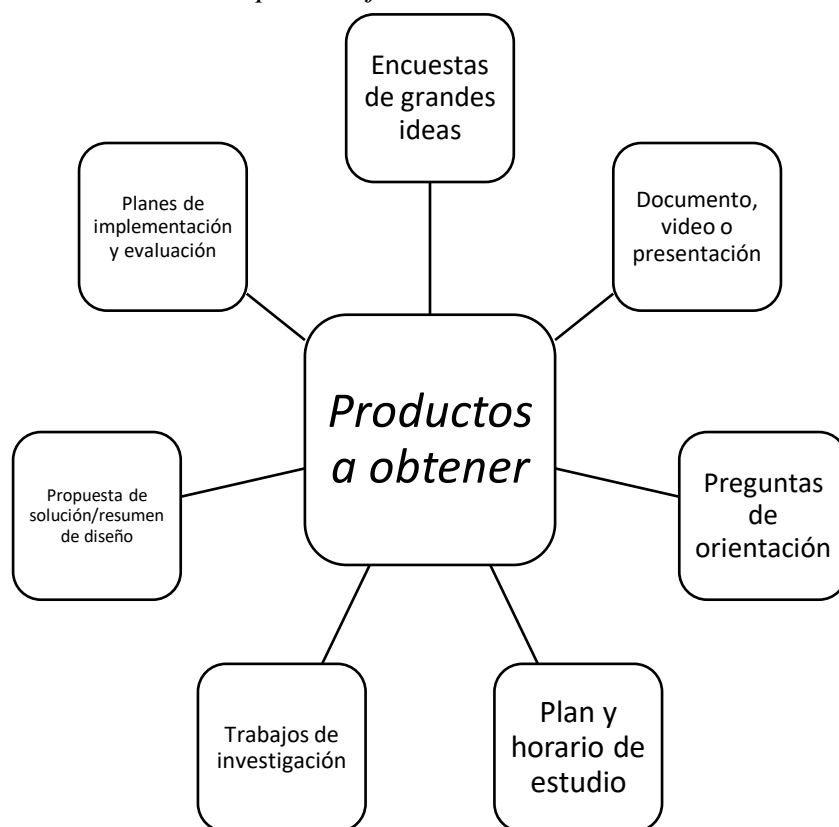 Encuestas
de grandes
ideas
Documento,
video o
presentación
Preguntas
de
orientación
Plan y
horario de
estudio
Trabajos de
investigación
Propuesta de
solución/resumen
de diseño
Planes de
implementación
y evaluación
Productos
a obtener